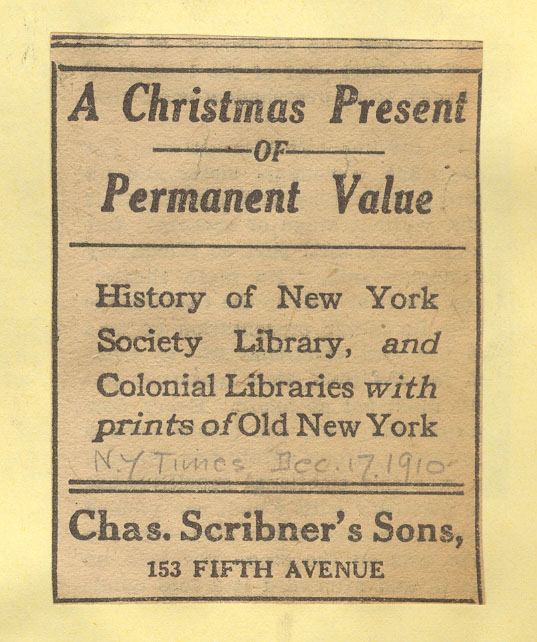 A Christmas Present
OF
Permanent Value
History of New York
Society Library, and
Colonial Libraries with
prints of Old New York
N.Y Times Dec. 17. 1910
Chas. Scribner's Sons,
153 FIFTH AVENUE